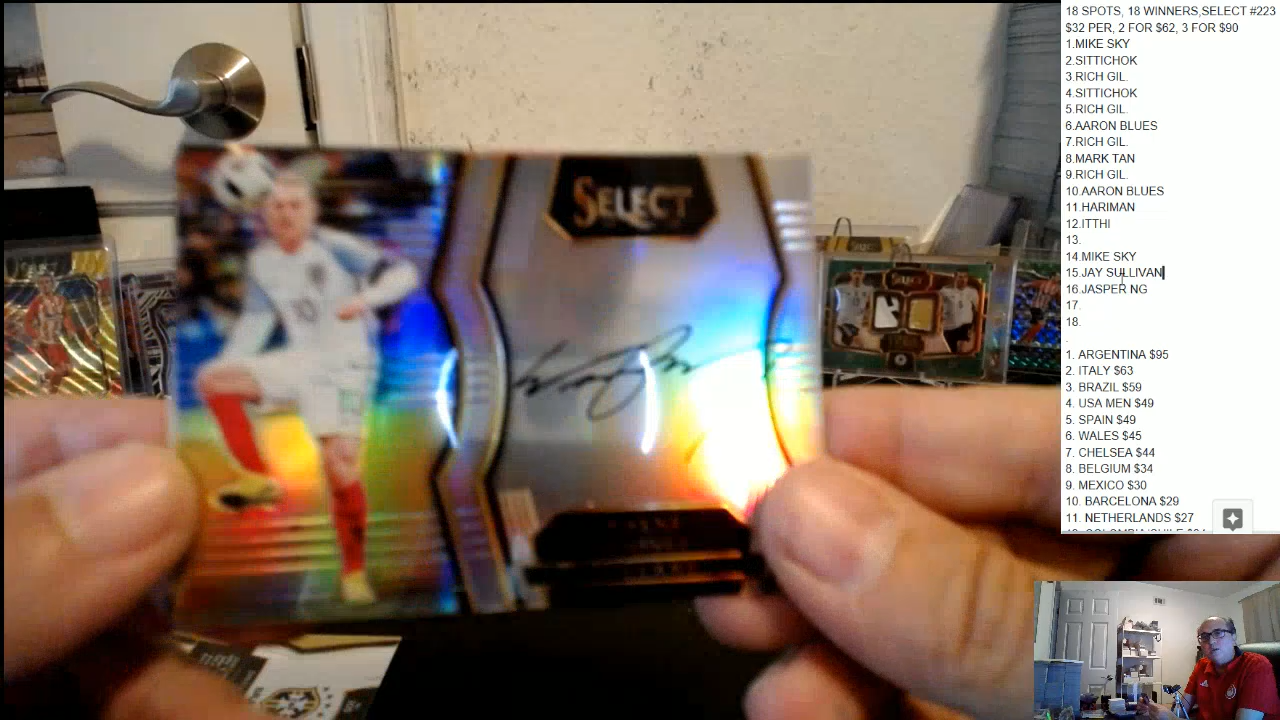 18 SPOTS, 18 WINNERS,SELECT #223
$32 PER, 2 FOR $62, 3 FOR $90
1.MIKE SKY
2.SITTICHOK
3.RICH GIL.
4.SITTICHOK
5.RICH GIL.
6.AARON BLUES
7.RICH GIL.
8.MARK TAN
9.RICH GIL.
10.AARON BLUES
11 HARIMAN
12.ITTHI
13.
14.MIKE SKY
15.JAY SULLIVAN
16.JASPER NG
17.
18.
.
1. ARGENTINA $95
2. ITALY $63
3. BRAZIL $59
4. USA MEN $49
5. SPAIN $49
6. WALES $45
7. CHELSEA $44
8. BELGIUM $34
9. MEXICO $30
10. BARCELONA $29
11. NETHERLANDS $27
SELECT
10